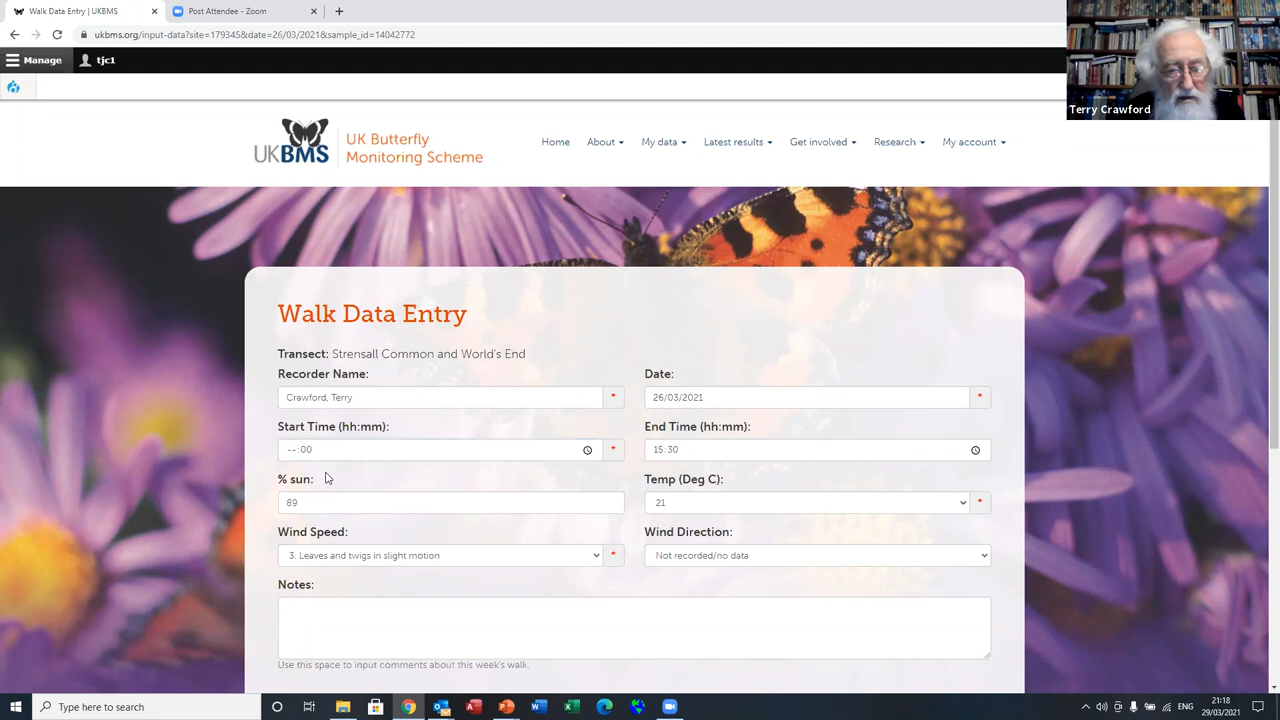 Walk Data Entry | UKBMS
Post Attendee - Zoom
ukbms.org/input-data?site=179345&date=26/03/2021&sample_id=14042772
Manage
tjc1
Terry Crawford
UKBMS
UK Butterfly
Monitoring Scheme
Home About My data Latest results Get involved Research My account
Walk Data Entry
Transect: Strensall Common and World's End
Recorder Name: Date:
Crawford, Terry * 26/03/2021 *
Start Time (hh:mm): End Time (hh:mm):
--:00 * 15:30
% sun: Temp (Deg C):
89 21 *
Wind Speed: Wind Direction:
3. Leaves and twigs in slight motion * Not recorded/no data
Notes:
Use this space to input comments about this week's walk.
Type here to search
ENG
21:18
29/03/2021